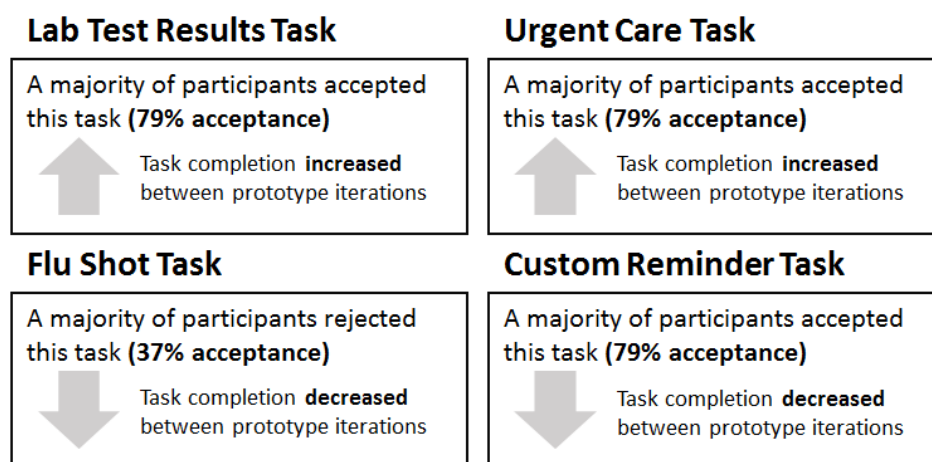 Lab Test Results Task
A majority of participants accepted
this task (79% acceptance)
Task completion increased
between prototype iterations
Urgent Care Task
A majority of participants accepted
this task (79% acceptance)
Task completion increased
between prototype iterations
Flu Shot Task
A majority of participants rejected
this task (37% acceptance)
Task completion decreased
between prototype iterations
Custom Reminder Task
A majority of participants accepted
this task (79% acceptance)
Task completion decreased
between prototype iterations